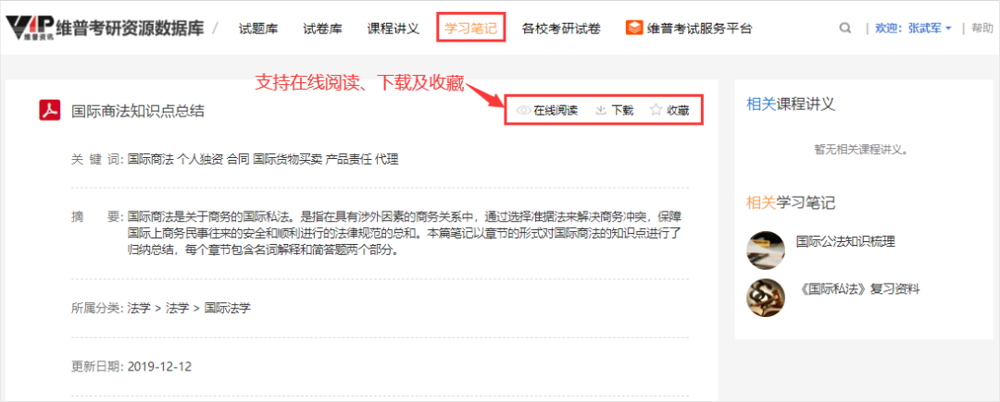 VIP 维普资讯 维普考研资源数据库 / 试题库 试卷库 课程讲义 学习笔记 各校考研试卷 维普考试服务平台 | 欢迎：张武军 | 帮助
支持在线阅读、下载及收藏
国际商法知识点总结 在线阅读 下载 收藏
关 键 词: 国际商法 个人独资 合同 国际货物买卖 产品责任 代理
摘 要: 国际商法是关于商务的国际私法。是指在具有涉外因素的商务关系中，通过选择准据法来解决商务冲突，保障
国际上商务民事往来的安全和顺利进行的法律规范的总和。本篇笔记以章节的形式对国际商法的知识点进行了
归纳总结，每个章节包含名词解释和简答题两个部分。
所属分类: 法学 > 法学 > 国际法学
更新日期: 2019-12-12
相关课程讲义
暂无相关课程讲义。
相关学习笔记
国际公法知识梳理
《国际私法》复习资料